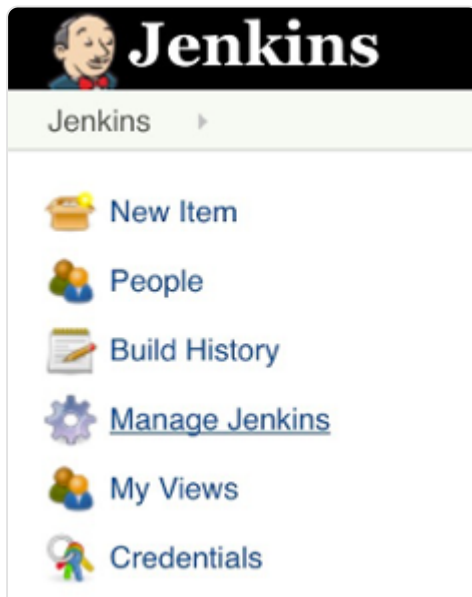 Jenkins
Jenkins
New Item
People
Build History
Manage Jenkins
My Views
Credentials